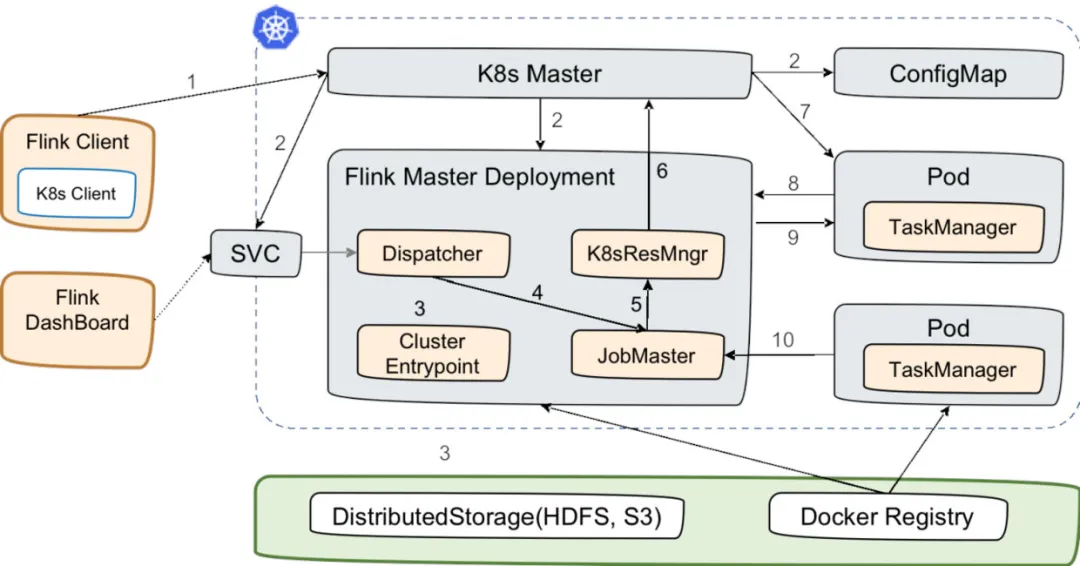 1
K8s Master
2
ConfigMap
Flink Client
K8s Client
2
2
7
Flink Master Deployment
6
8
9
Pod
TaskManager
SVC
Dispatcher
K8sResMngr
Flink
DashBoard
4
5
3
Cluster
Entrypoint
JobMaster
10
Pod
TaskManager
3
DistributedStorage(HDFS, S3)
Docker Registry